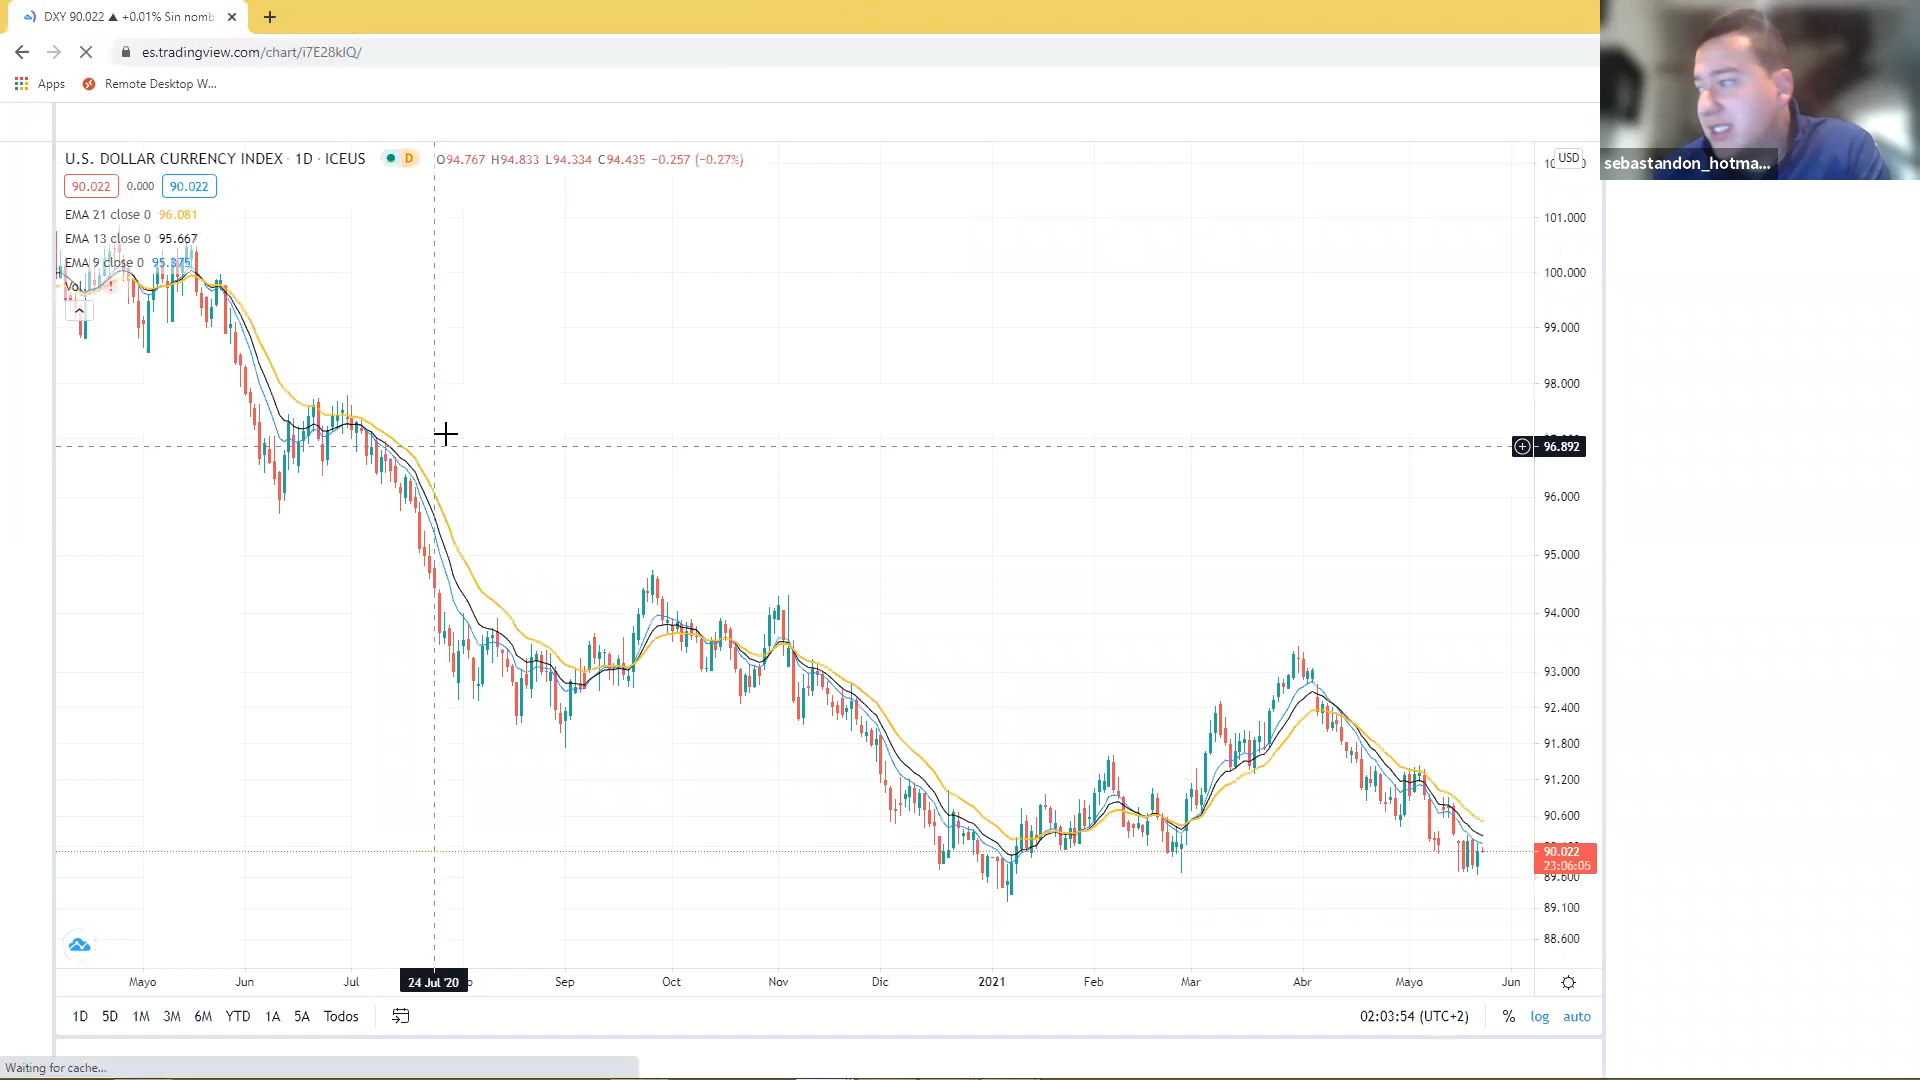 DXY 90.022 ▲ +0.01% Sin nomb
es.tradingview.com/chart/i7E28kIQ/
Apps
Remote Desktop W...
sebastandon_hotma...
U.S. DOLLAR CURRENCY INDEX · 1D · ICEUS
D
O94.767 H94.833 L94.334 C94.435 −0.257 (−0.27%)
USD
90.022 0.000 90.022
EMA 21 close 0 96.081
EMA 13 close 0 95.667
EMA 9 close 0 95.375
Vol.
101.000
100.000
99.000
98.000
96.892
96.000
95.000
94.000
93.000
92.400
91.800
91.200
90.600
90.022
23:06:05
89.600
89.100
88.600
Mayo Jun Jul 24 Jul '20 Sep Oct Nov Dic 2021 Feb Mar Abr Mayo Jun
1D 5D 1M 3M 6M YTD 1A 5A Todos
02:03:54 (UTC+2) % log auto
Waiting for cache...